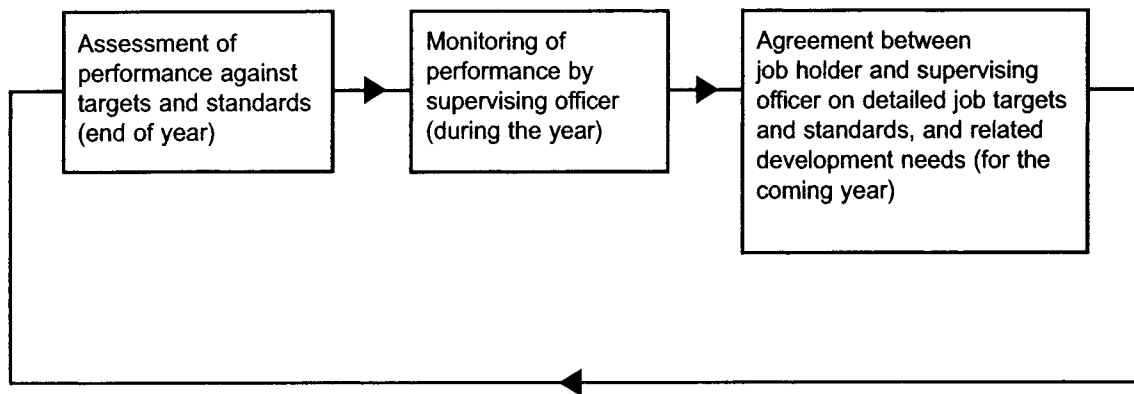 Assessment of
performance against
targets and standards
(end of year)
Monitoring of
performance by
supervising officer
(during the year)
Agreement between
job holder and supervising
officer on detailed job targets
and standards, and related
development needs (for the
coming year)